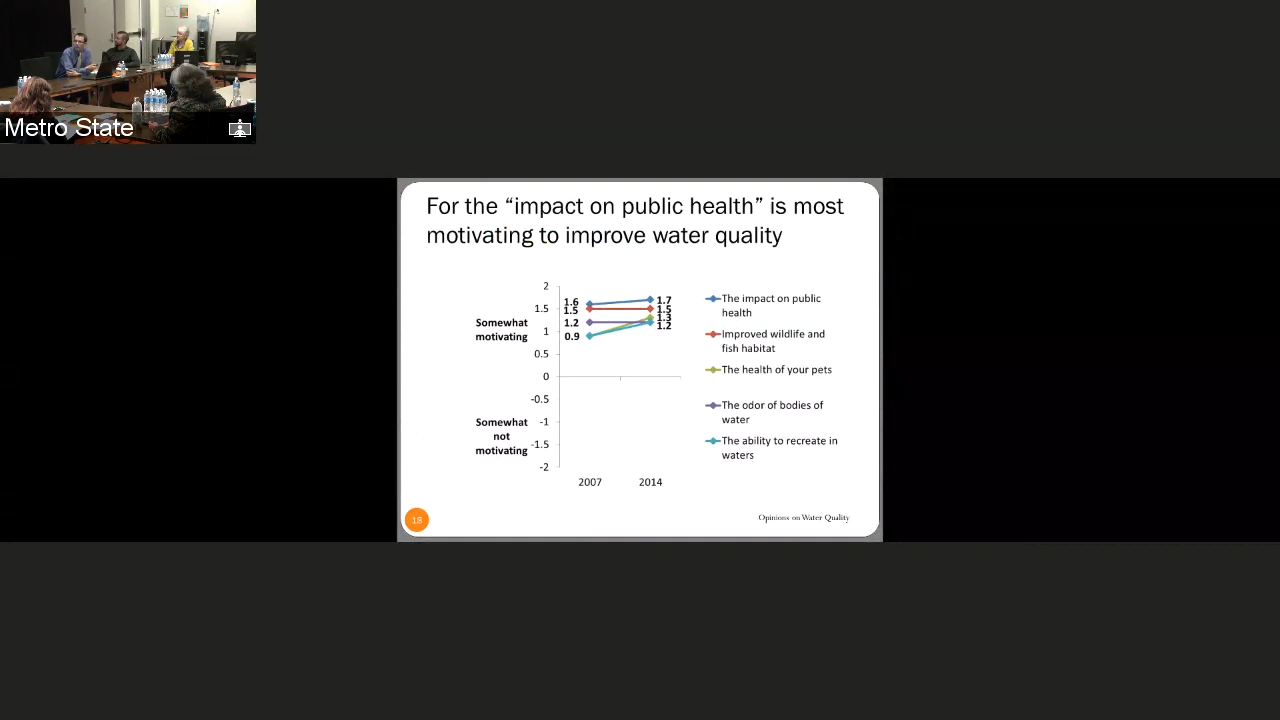 Metro State
For the “impact on public health” is most
motivating to improve water quality
2
1.5
1
0.5
0
-0.5
-1
-1.5
-2
Somewhat
motivating
Somewhat
not
motivating
1.6
1.5
1.2
0.9
1.7
1.5
1.3
1.2
2007
2014
The impact on public
health
Improved wildlife and
fish habitat
The health of your pets
The odor of bodies of
water
The ability to recreate in
waters
18
Opinions on Water Quality